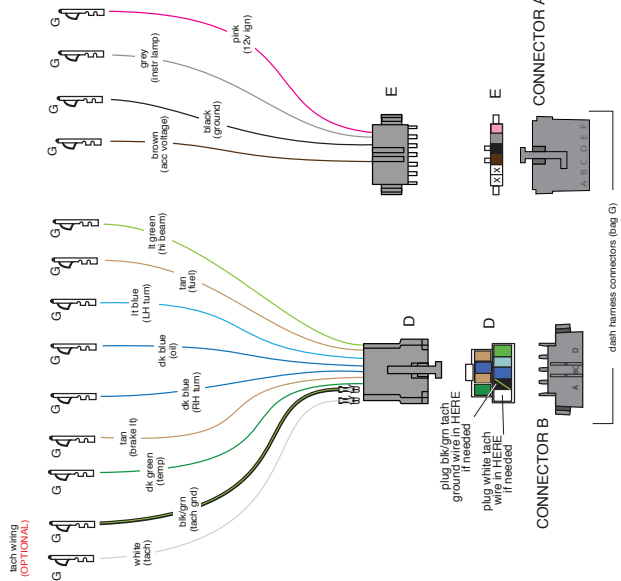 tach wiring
(OPTIONAL)
G
G
G
G
G
G
G
G
G
G
G
G
G
white
(tach)
blk/grn
(tach gnd)
dk green
(temp)
tan
(brake lt)
dk blue
(RH turn)
dk blue
(oil)
lt blue
(LH turn)
tan
(fuel)
lt green
(hi beam)
brown
(acc voltage)
black
(ground)
grey
(instr lamp)
pink
(12v ign)
D
E
D
E
plug blk/grn tach
ground wire in HERE
if needed
plug white tach
wire in HERE
if needed
X X
CONNECTOR B
A BC D
CONNECTOR A
A B C D E F
dash harness connectors (bag G)